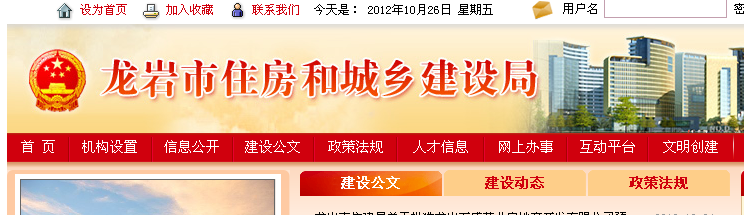 设为首页 加入收藏 联系我们 今天是： 2012年10月26日 星期五 用户名 密
龙岩市住房和城乡建设局
首 页 机构设置 信息公开 建设公文 政策法规 人才信息 网上办事 互动平台 文明创建
建设公文 建设动态 政策法规